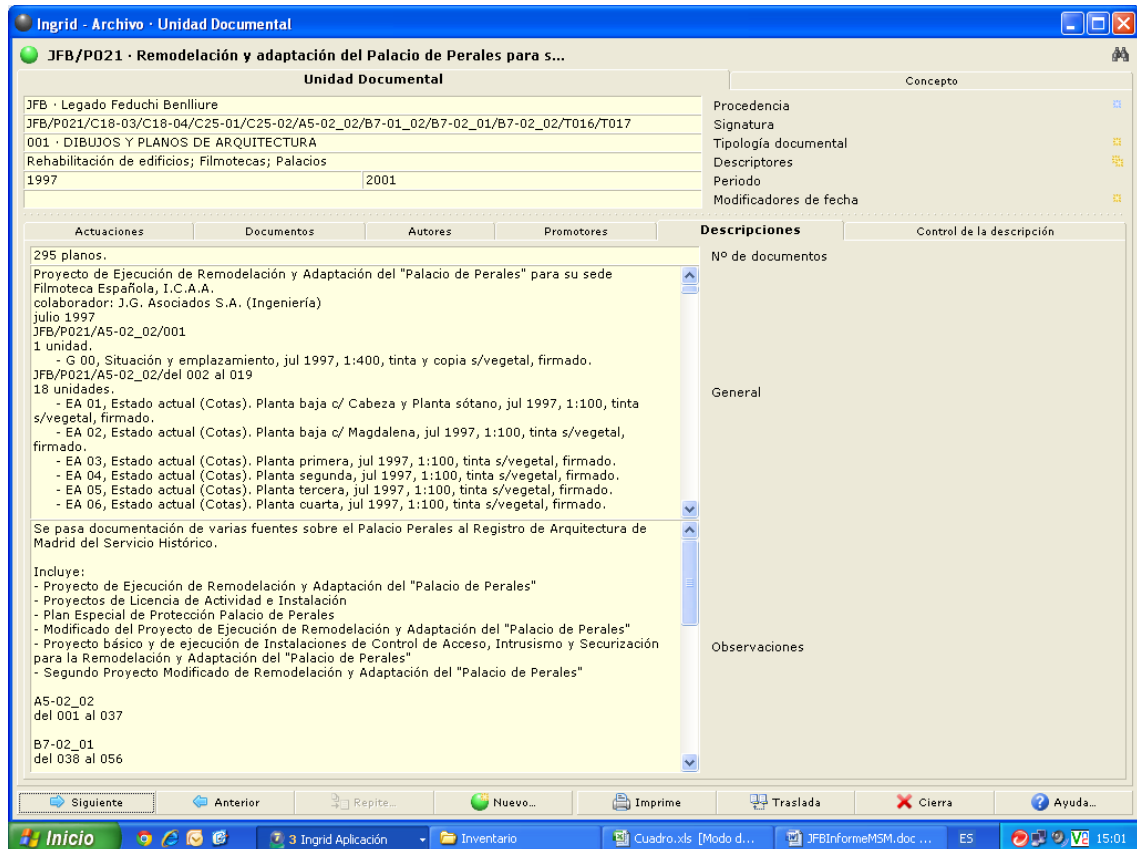 Ingrid - Archivo · Unidad Documental
JFB/P021 · Remodelación y adaptación del Palacio de Perales para s...
Unidad Documental
Concepto
JFB · Legado Feduchi Benlliure
Procedencia
JFB/P021/C18-03/C18-04/C25-01/C25-02/A5-02_02/B7-01_02/B7-02_01/B7-02_02/T016/T017
Signatura
001 · DIBUJOS Y PLANOS DE ARQUITECTURA
Tipología documental
Rehabilitación de edificios; Filmotecas; Palacios
Descriptores
1997
2001
Periodo
Modificadores de fecha
Actuaciones
Documentos
Autores
Promotores
Descripciones
Control de la descripción
295 planos.
Nº de documentos
Proyecto de Ejecución de Remodelación y Adaptación del "Palacio de Perales" para su sede
Filmoteca Española, I.C.A.A.
colaborador: J.G. Asociados S.A. (Ingeniería)
julio 1997
JFB/P021/A5-02_02/001
1 unidad.
- G 00, Situación y emplazamiento, jul 1997, 1:400, tinta y copia s/vegetal, firmado.
JFB/P021/A5-02_02/del 002 al 019
18 unidades.
- EA 01, Estado actual (Cotas). Planta baja c/ Cabeza y Planta sótano, jul 1997, 1:100, tinta
s/vegetal, firmado.
- EA 02, Estado actual (Cotas). Planta baja c/ Magdalena, jul 1997, 1:100, tinta s/vegetal,
firmado.
- EA 03, Estado actual (Cotas). Planta primera, jul 1997, 1:100, tinta s/vegetal, firmado.
- EA 04, Estado actual (Cotas). Planta segunda, jul 1997, 1:100, tinta s/vegetal, firmado.
- EA 05, Estado actual (Cotas). Planta tercera, jul 1997, 1:100, tinta s/vegetal, firmado.
- EA 06, Estado actual (Cotas). Planta cuarta, jul 1997, 1:100, tinta s/vegetal, firmado.
General
Se pasa documentación de varias fuentes sobre el Palacio Perales al Registro de Arquitectura de
Madrid del Servicio Histórico.
Incluye:
- Proyecto de Ejecución de Remodelación y Adaptación del "Palacio de Perales"
- Proyectos de Licencia de Actividad e Instalación
- Plan Especial de Protección Palacio de Perales
- Modificado del Proyecto de Ejecución de Remodelación y Adaptación del "Palacio de Perales"
- Proyecto básico y de ejecución de Instalaciones de Control de Acceso, Intrusismo y Securización
para la Remodelación y Adaptación del "Palacio de Perales"
- Segundo Proyecto Modificado de Remodelación y Adaptación del "Palacio de Perales"
A5-02_02
del 001 al 037
B7-02_01
del 038 al 056
Observaciones
Siguiente
Anterior
Repite...
Nuevo...
Imprime
Traslada
Cierra
Ayuda...
Inicio
3 Ingrid Aplicación
Inventario
Cuadro.xls [Modo d...
JFBInformeMSM.doc ...
ES
15:01